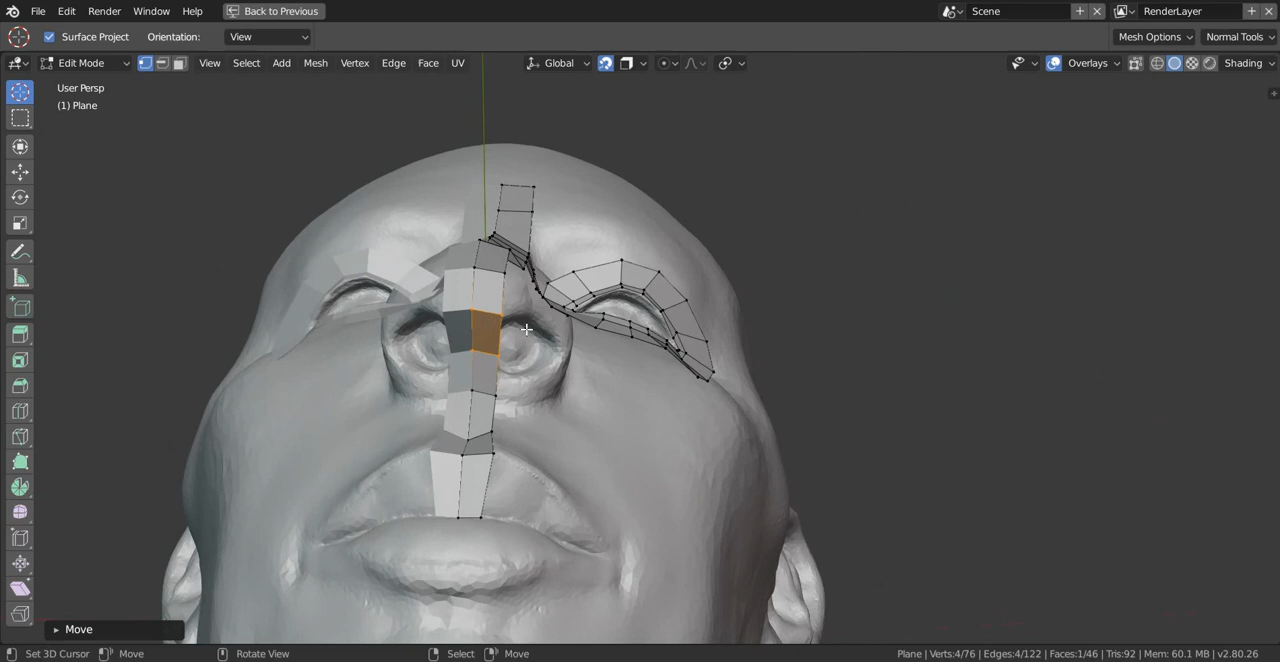 File Edit Render Window Help Back to Previous Scene RenderLayer
Surface Project Orientation: View Mesh Options Normal Tools
Edit Mode View Select Add Mesh Vertex Edge Face UV Global Overlays Shading
User Persp
(1) Plane
Move
Set 3D Cursor Move Rotate View Select Move Plane | Verts:4/76 | Edges:4/122 | Faces:1/46 | Tris:92 | Mem: 60.1 MB | v2.80.26